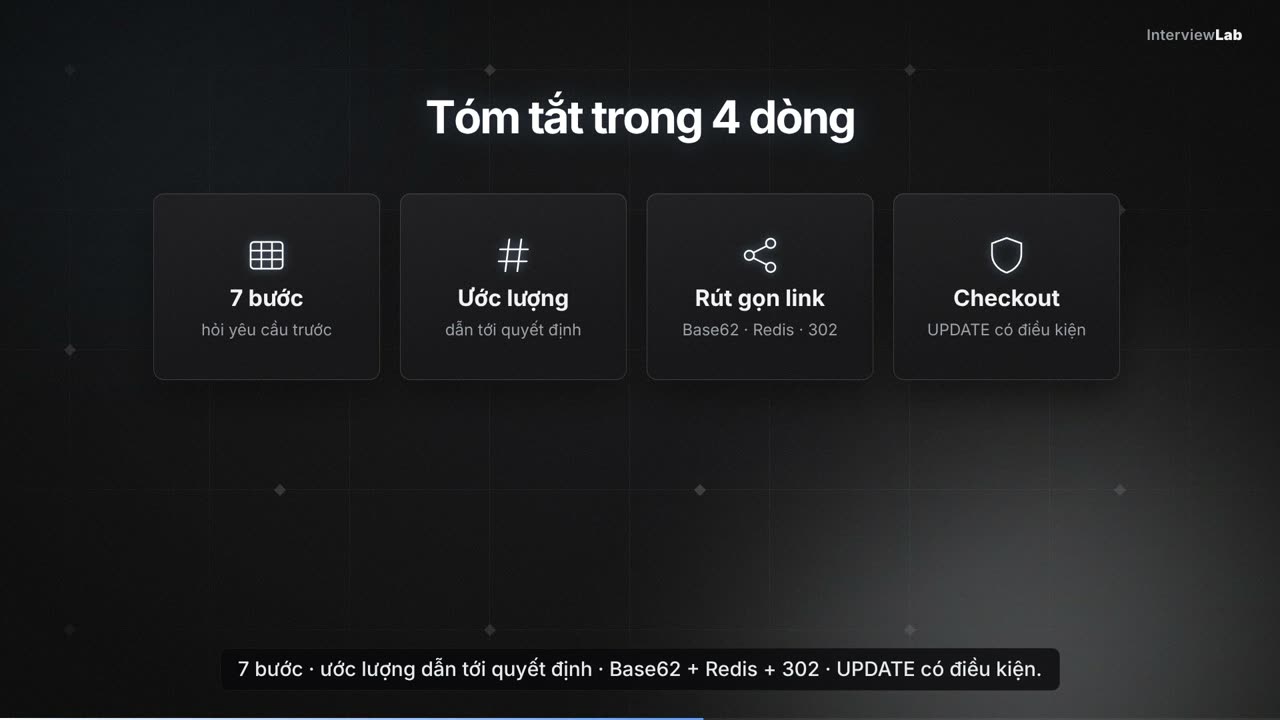 InterviewLab
Tóm tắt trong 4 dòng
7 bước
hỏi yêu cầu trước
Ước lượng
dẫn tới quyết định
Rút gọn link
Base62 · Redis · 302
Checkout
UPDATE có điều kiện
7 bước · ước lượng dẫn tới quyết định · Base62 + Redis + 302 · UPDATE có điều kiện.